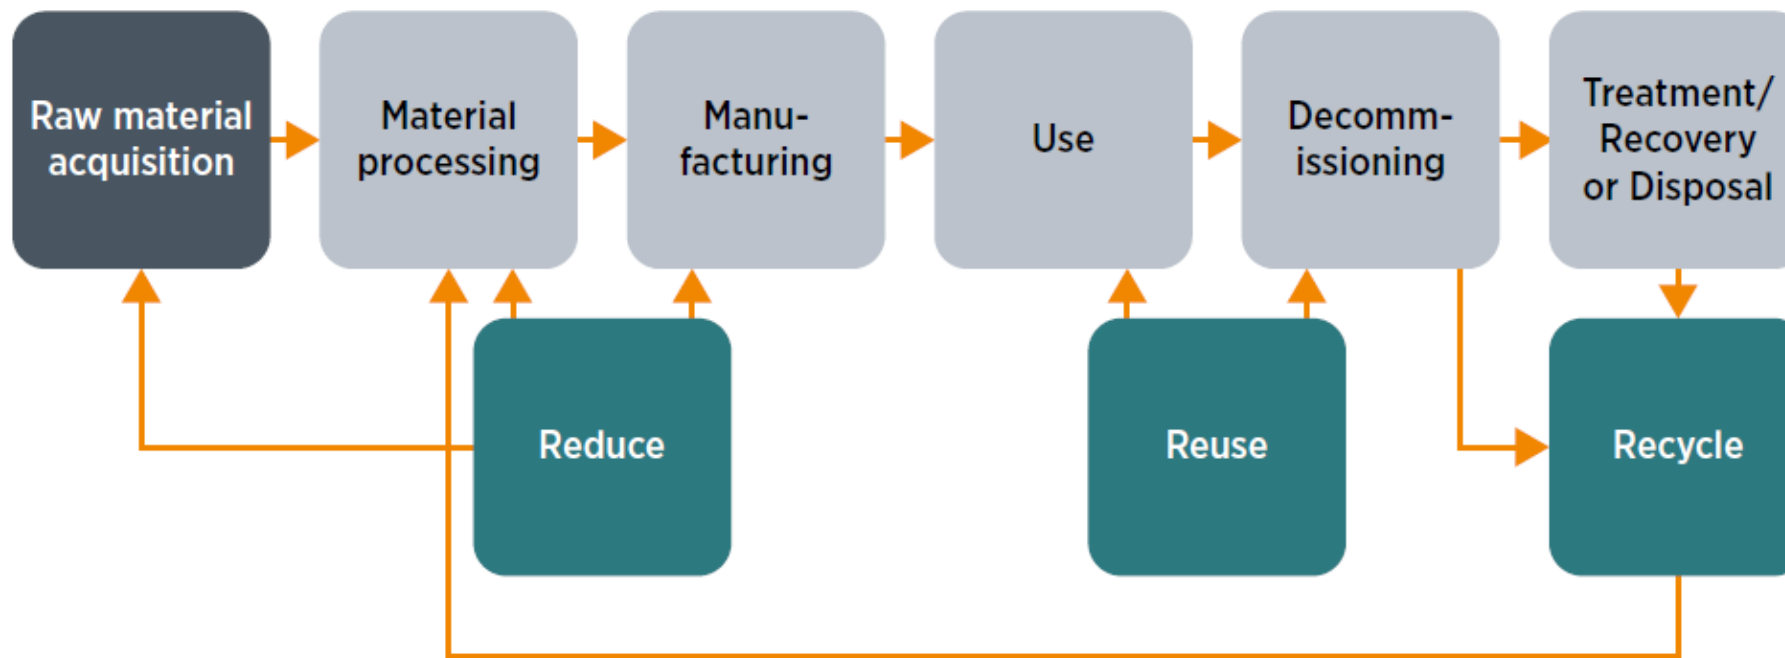 Raw material
acquisition
Material
processing
Manu-
facturing
Use
Decomm-
issioning
Treatment/
Recovery
or Disposal
Reduce
Reuse
Recycle